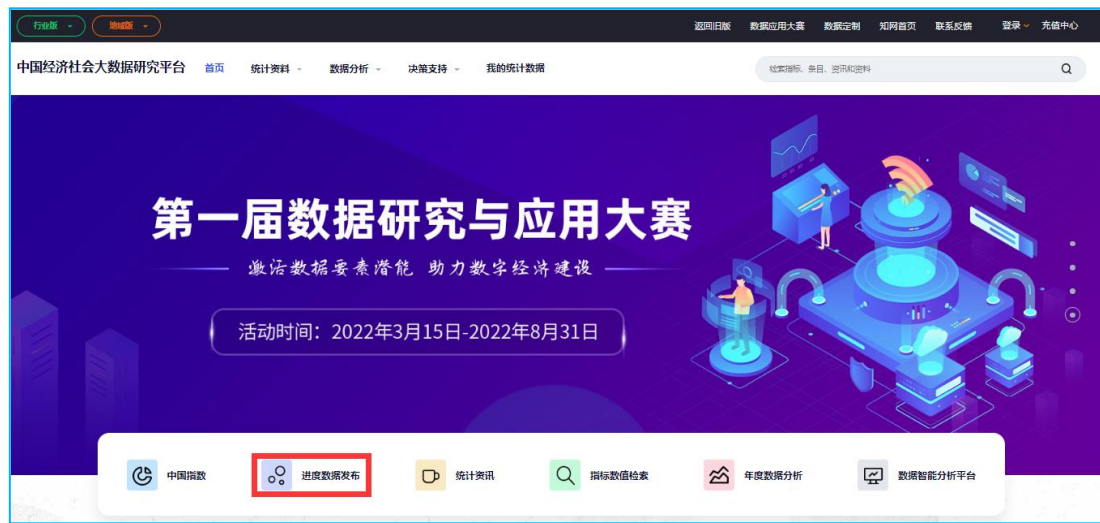 行业版 地域版 返回旧版 数据应用大赛 数据定制 知网首页 联系反馈 登录 充值中心
中国经济社会大数据研究平台 首页 统计资料 数据分析 决策支持 我的统计数据 检索指标、条目、资讯和资料
第一届数据研究与应用大赛
激活数据要素潜能 助力数字经济建设
活动时间：2022年3月15日-2022年8月31日
中国指数 进度数据发布 统计资讯 指标数值检索 年度数据分析 数据智能分析平台